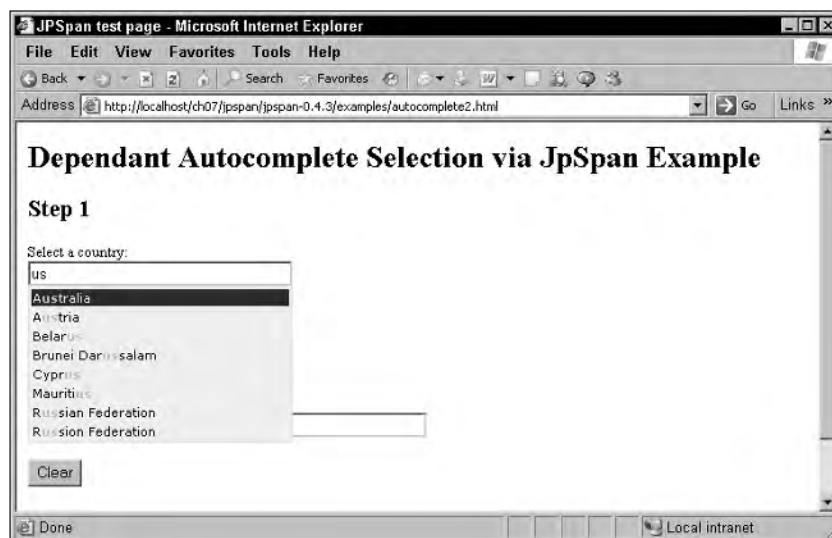 JPSpan test page - Microsoft Internet Explorer
File Edit View Favorites Tools Help
Back Search Favorites
Address http://localhost/ch07/jpspan/jpspan-0.4.3/examples/autocomplete2.html Go Links »
Dependant Autocomplete Selection via JpSpan Example
Step 1
Select a country:
us
Australia
Austria
Belarus
Brunei Darussalam
Cyprus
Mauritius
Russian Federation
Russion Federation
Clear
Done Local intranet